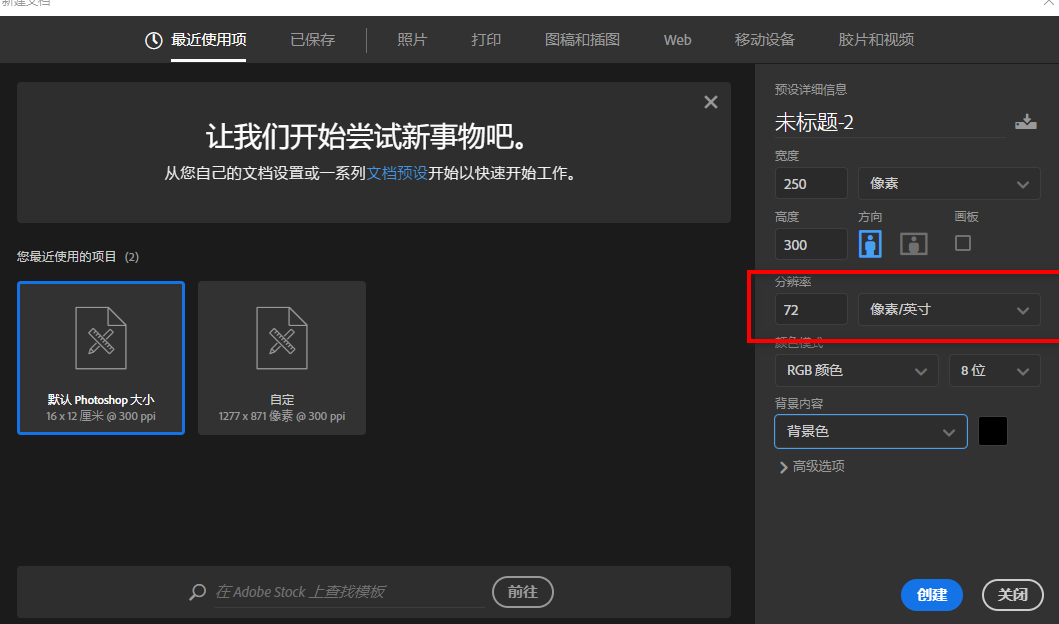 新建文档
最近使用项 已保存 照片 打印 图稿和插图 Web 移动设备 胶片和视频
让我们开始尝试新事物吧。
从您自己的文档设置或一系列文档预设开始以快速开始工作。
您最近使用的项目 (2)
默认 Photoshop 大小
16 x 12 厘米 @ 300 ppi
自定
1277 x 871 像素 @ 300 ppi
在 Adobe Stock 上查找模板
前往
预设详细信息
未标题-2
宽度
250 像素
高度 方向 画板
300
分辨率
72 像素/英寸
颜色模式
RGB 颜色 8 位
背景内容
背景色
高级选项
创建 关闭